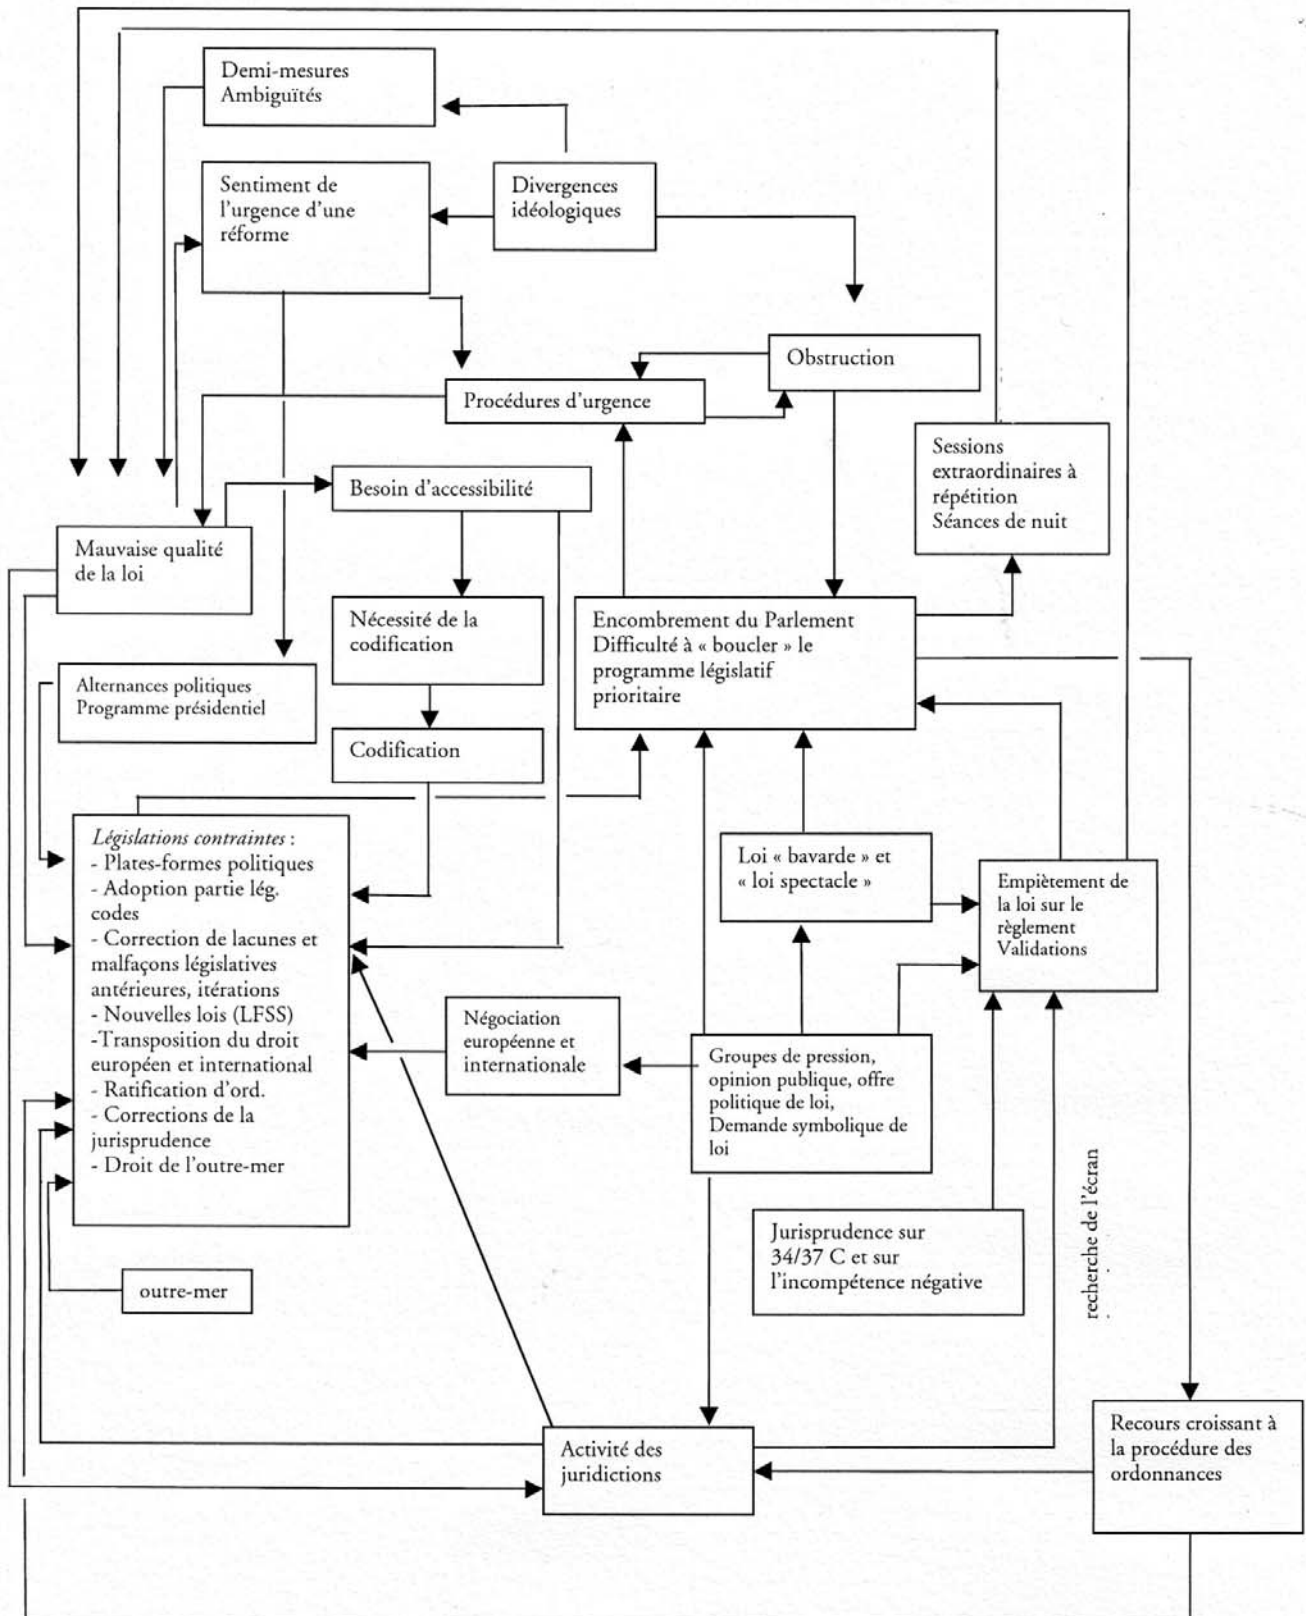 Demi-mesures
Ambiguïtés
Sentiment de
l'urgence d'une
réforme
Divergences
idéologiques
Obstruction
Procédures d'urgence
Sessions
extraordinaires à
répétition
Séances de nuit
Besoin d'accessibilité
Mauvaise qualité
de la loi
Nécessité de la
codification
Encombrement du Parlement
Difficulté à « boucler » le
programme législatif
prioritaire
Alternances politiques
Programme présidentiel
Codification
Législations contraintes :
- Plates-formes politiques
- Adoption partie lég.
codes
- Correction de lacunes et
malfaçons législatives
antérieures, itérations
- Nouvelles lois (LFSS)
-Transposition du droit
européen et international
- Ratification d'ord.
- Corrections de la
jurisprudence
- Droit de l'outre-mer
Loi « bavarde » et
« loi spectacle »
Empiètement de
la loi sur le
règlement
Validations
Négociation
européenne et
internationale
Groupes de pression,
opinion publique, offre
politique de loi,
Demande symbolique de
loi
Jurisprudence sur
34/37 C et sur
l'incompétence négative
recherche de l'écran
outre-mer
Activité des
juridictions
Recours croissant à
la procédure des
ordonnances